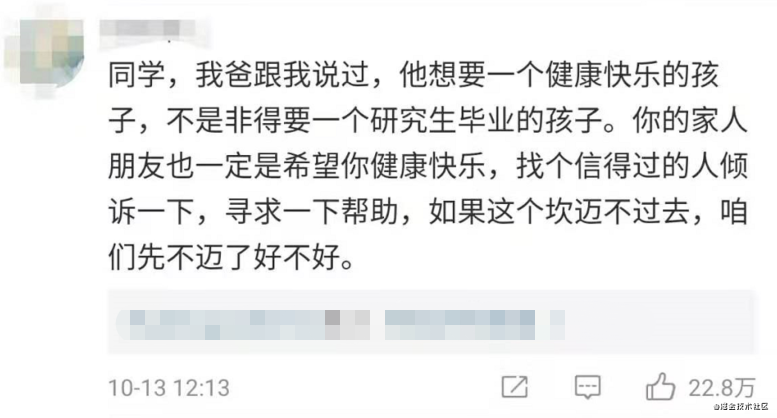 同学，我爸跟我说过，他想要一个健康快乐的孩
子，不是非得要一个研究生毕业的孩子。你的家人
朋友也一定是希望你健康快乐，找个信得过的人倾
诉一下，寻求一下帮助，如果这个坎迈不过去，咱
们先不迈了好不好。
10-13 12:13
22.8万
@掘金技术社区